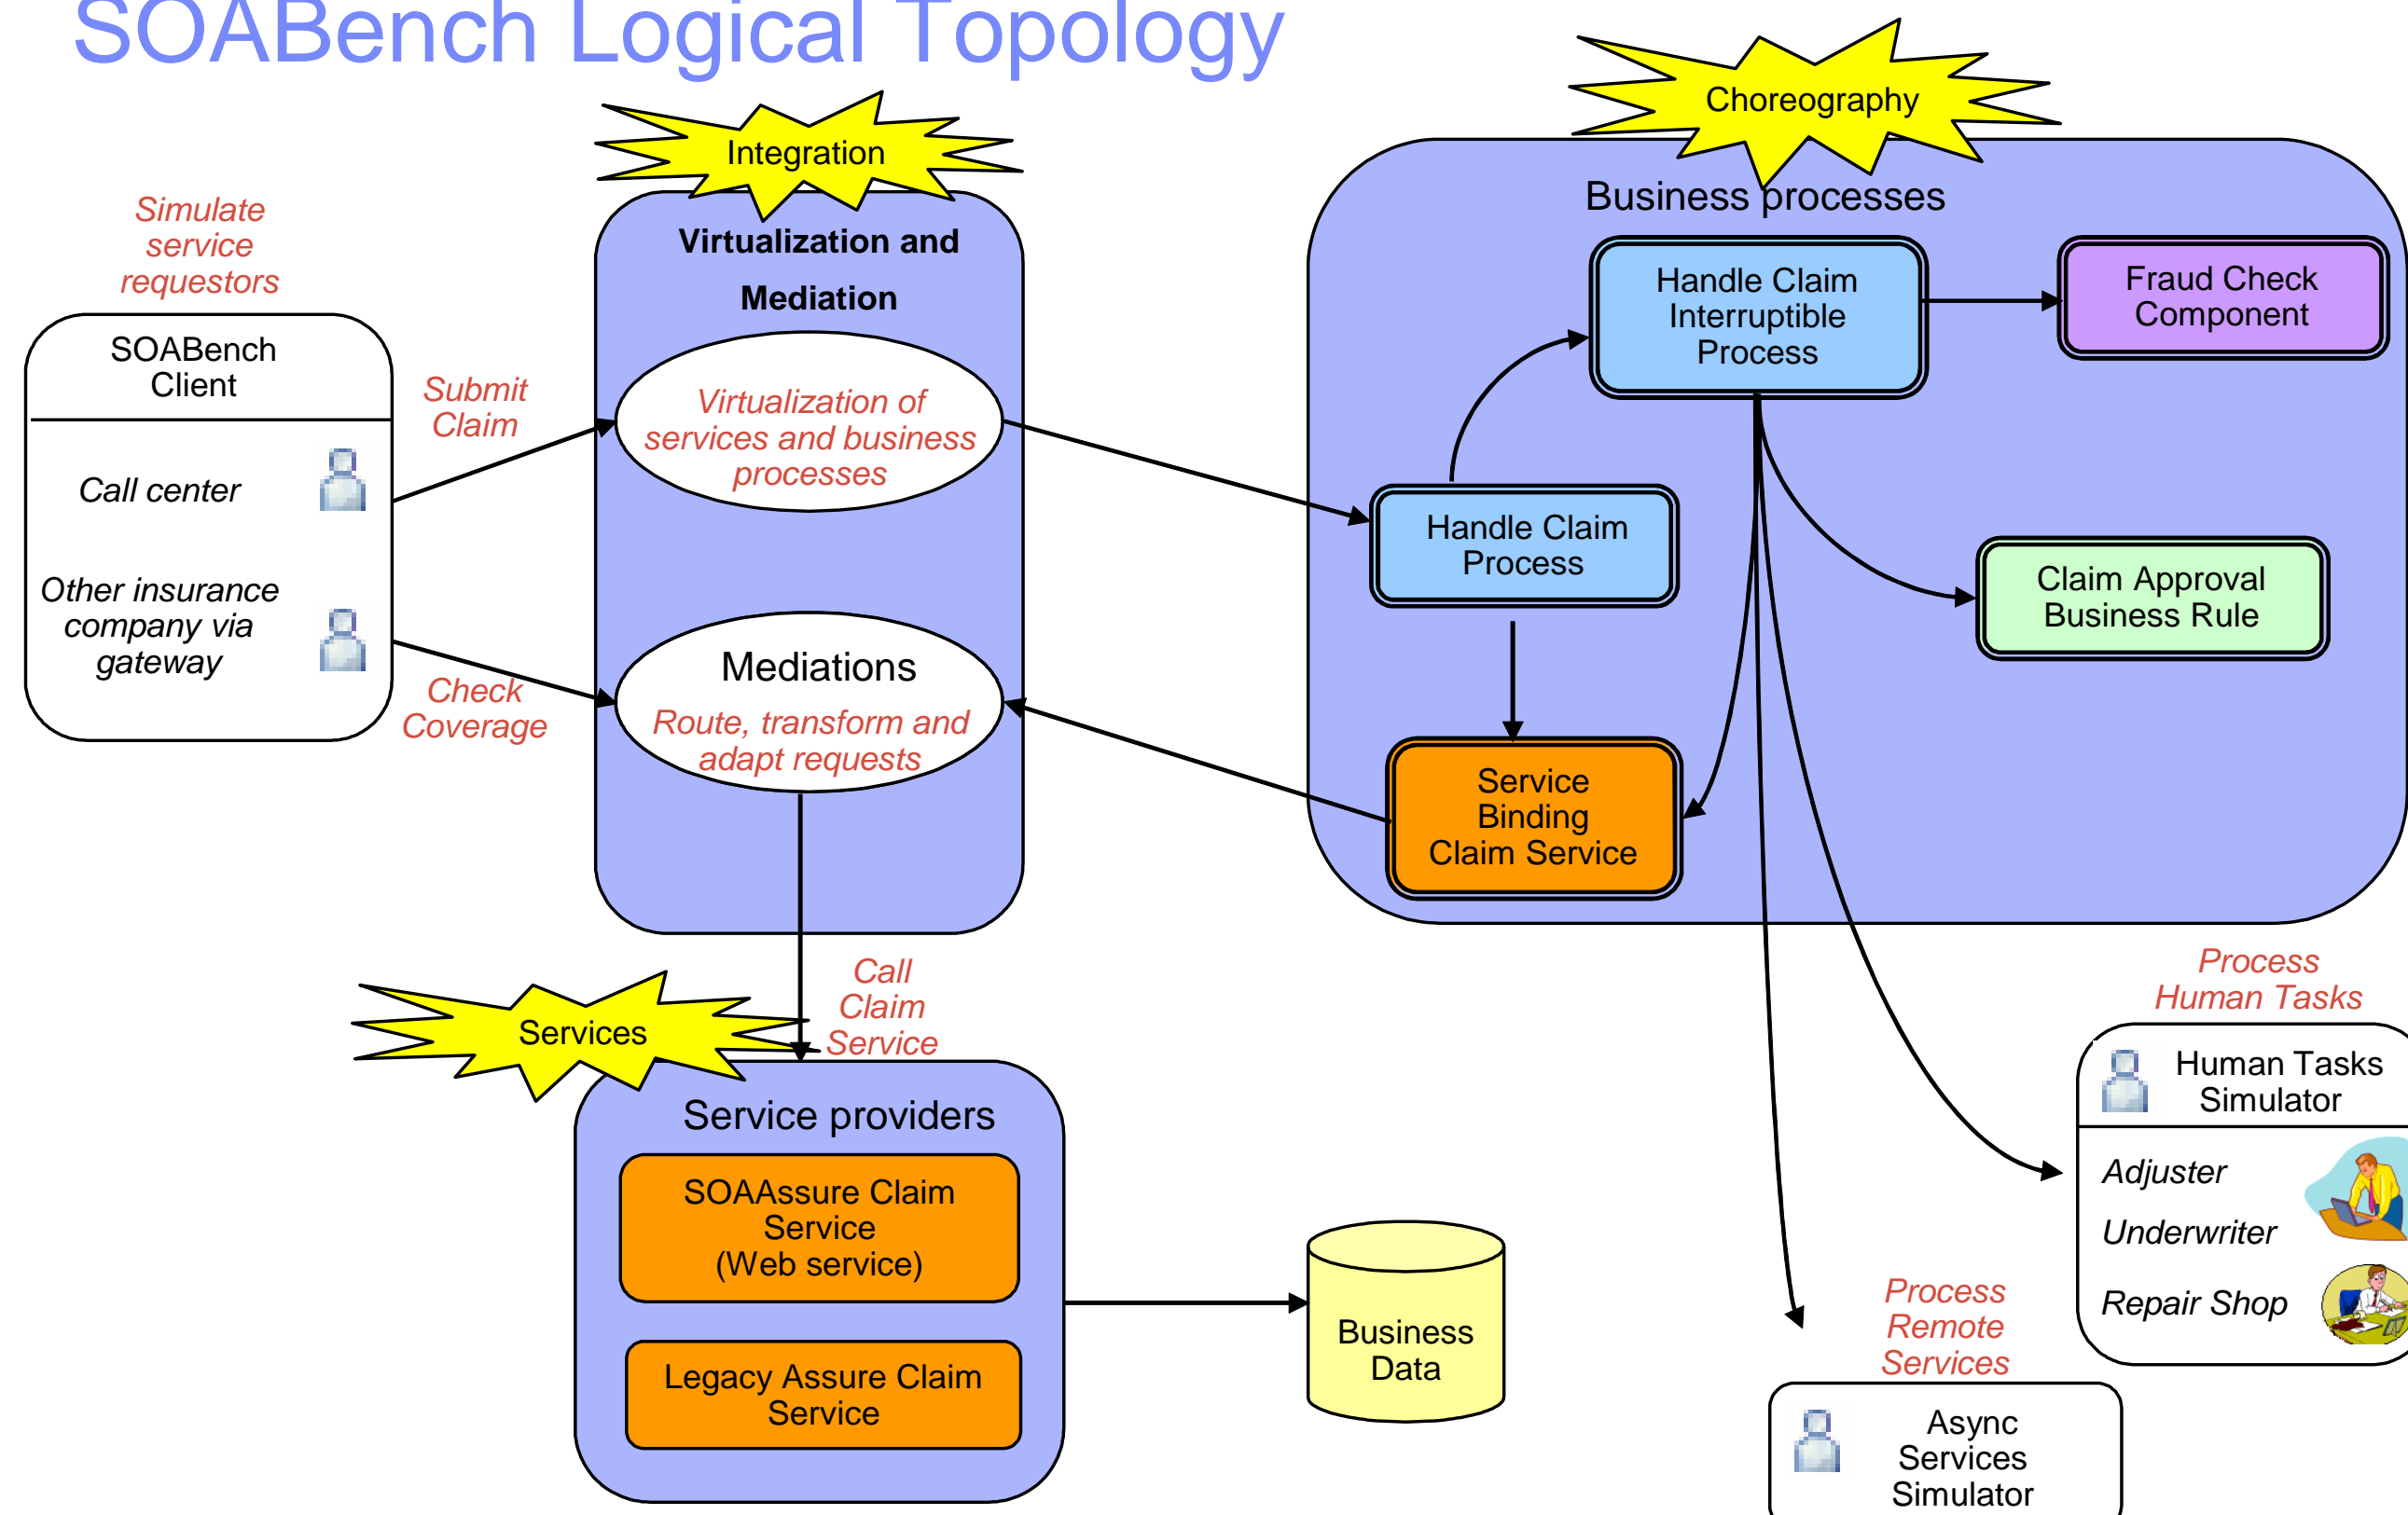 SOABench Logical Topology
Choreography
Integration
Simulate
service
requestors
SOABench
Client
Call center
Other insurance
company via
gateway
Submit
Claim
Check
Coverage
Virtualization and
Mediation
Virtualization of
services and business
processes
Mediations
Route, transform and
adapt requests
Business processes
Handle Claim
Interruptible
Process
Fraud Check
Component
Handle Claim
Process
Claim Approval
Business Rule
Service
Binding
Claim Service
Call
Claim
Service
Services
Service providers
SOAAssure Claim
Service
(Web service)
Legacy Assure Claim
Service
Business
Data
Process
Human Tasks
Human Tasks
Simulator
Adjuster
Underwriter
Repair Shop
Process
Remote
Services
Async
Services
Simulator